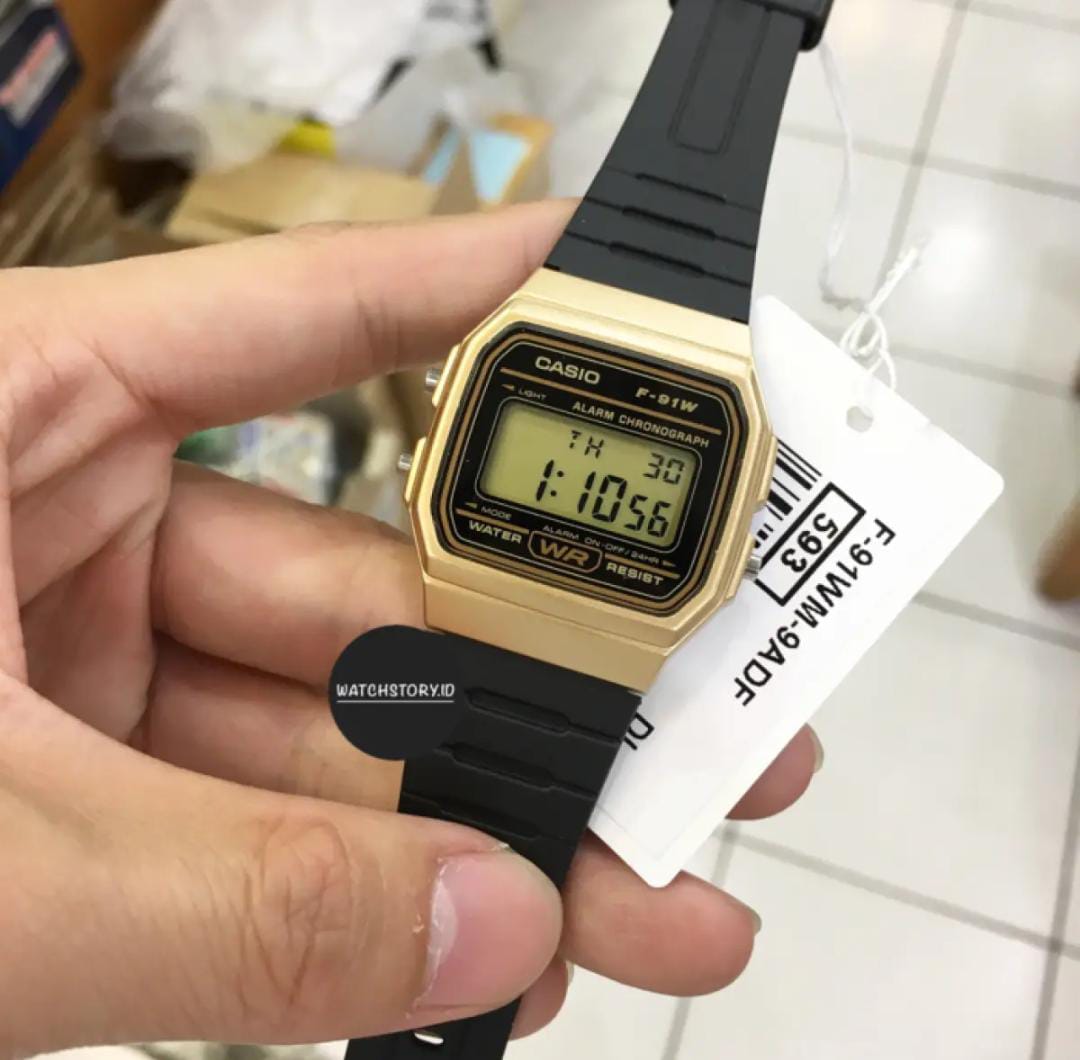 CASIO
F-91W
LIGHT
ALARM CHRONOGRAPH
TH 30
1:10 56
MODE
ALARM ON·OFF/24HR
WATER WR RESIST
593
F-91WM-9ADF
WATCHSTORY.ID